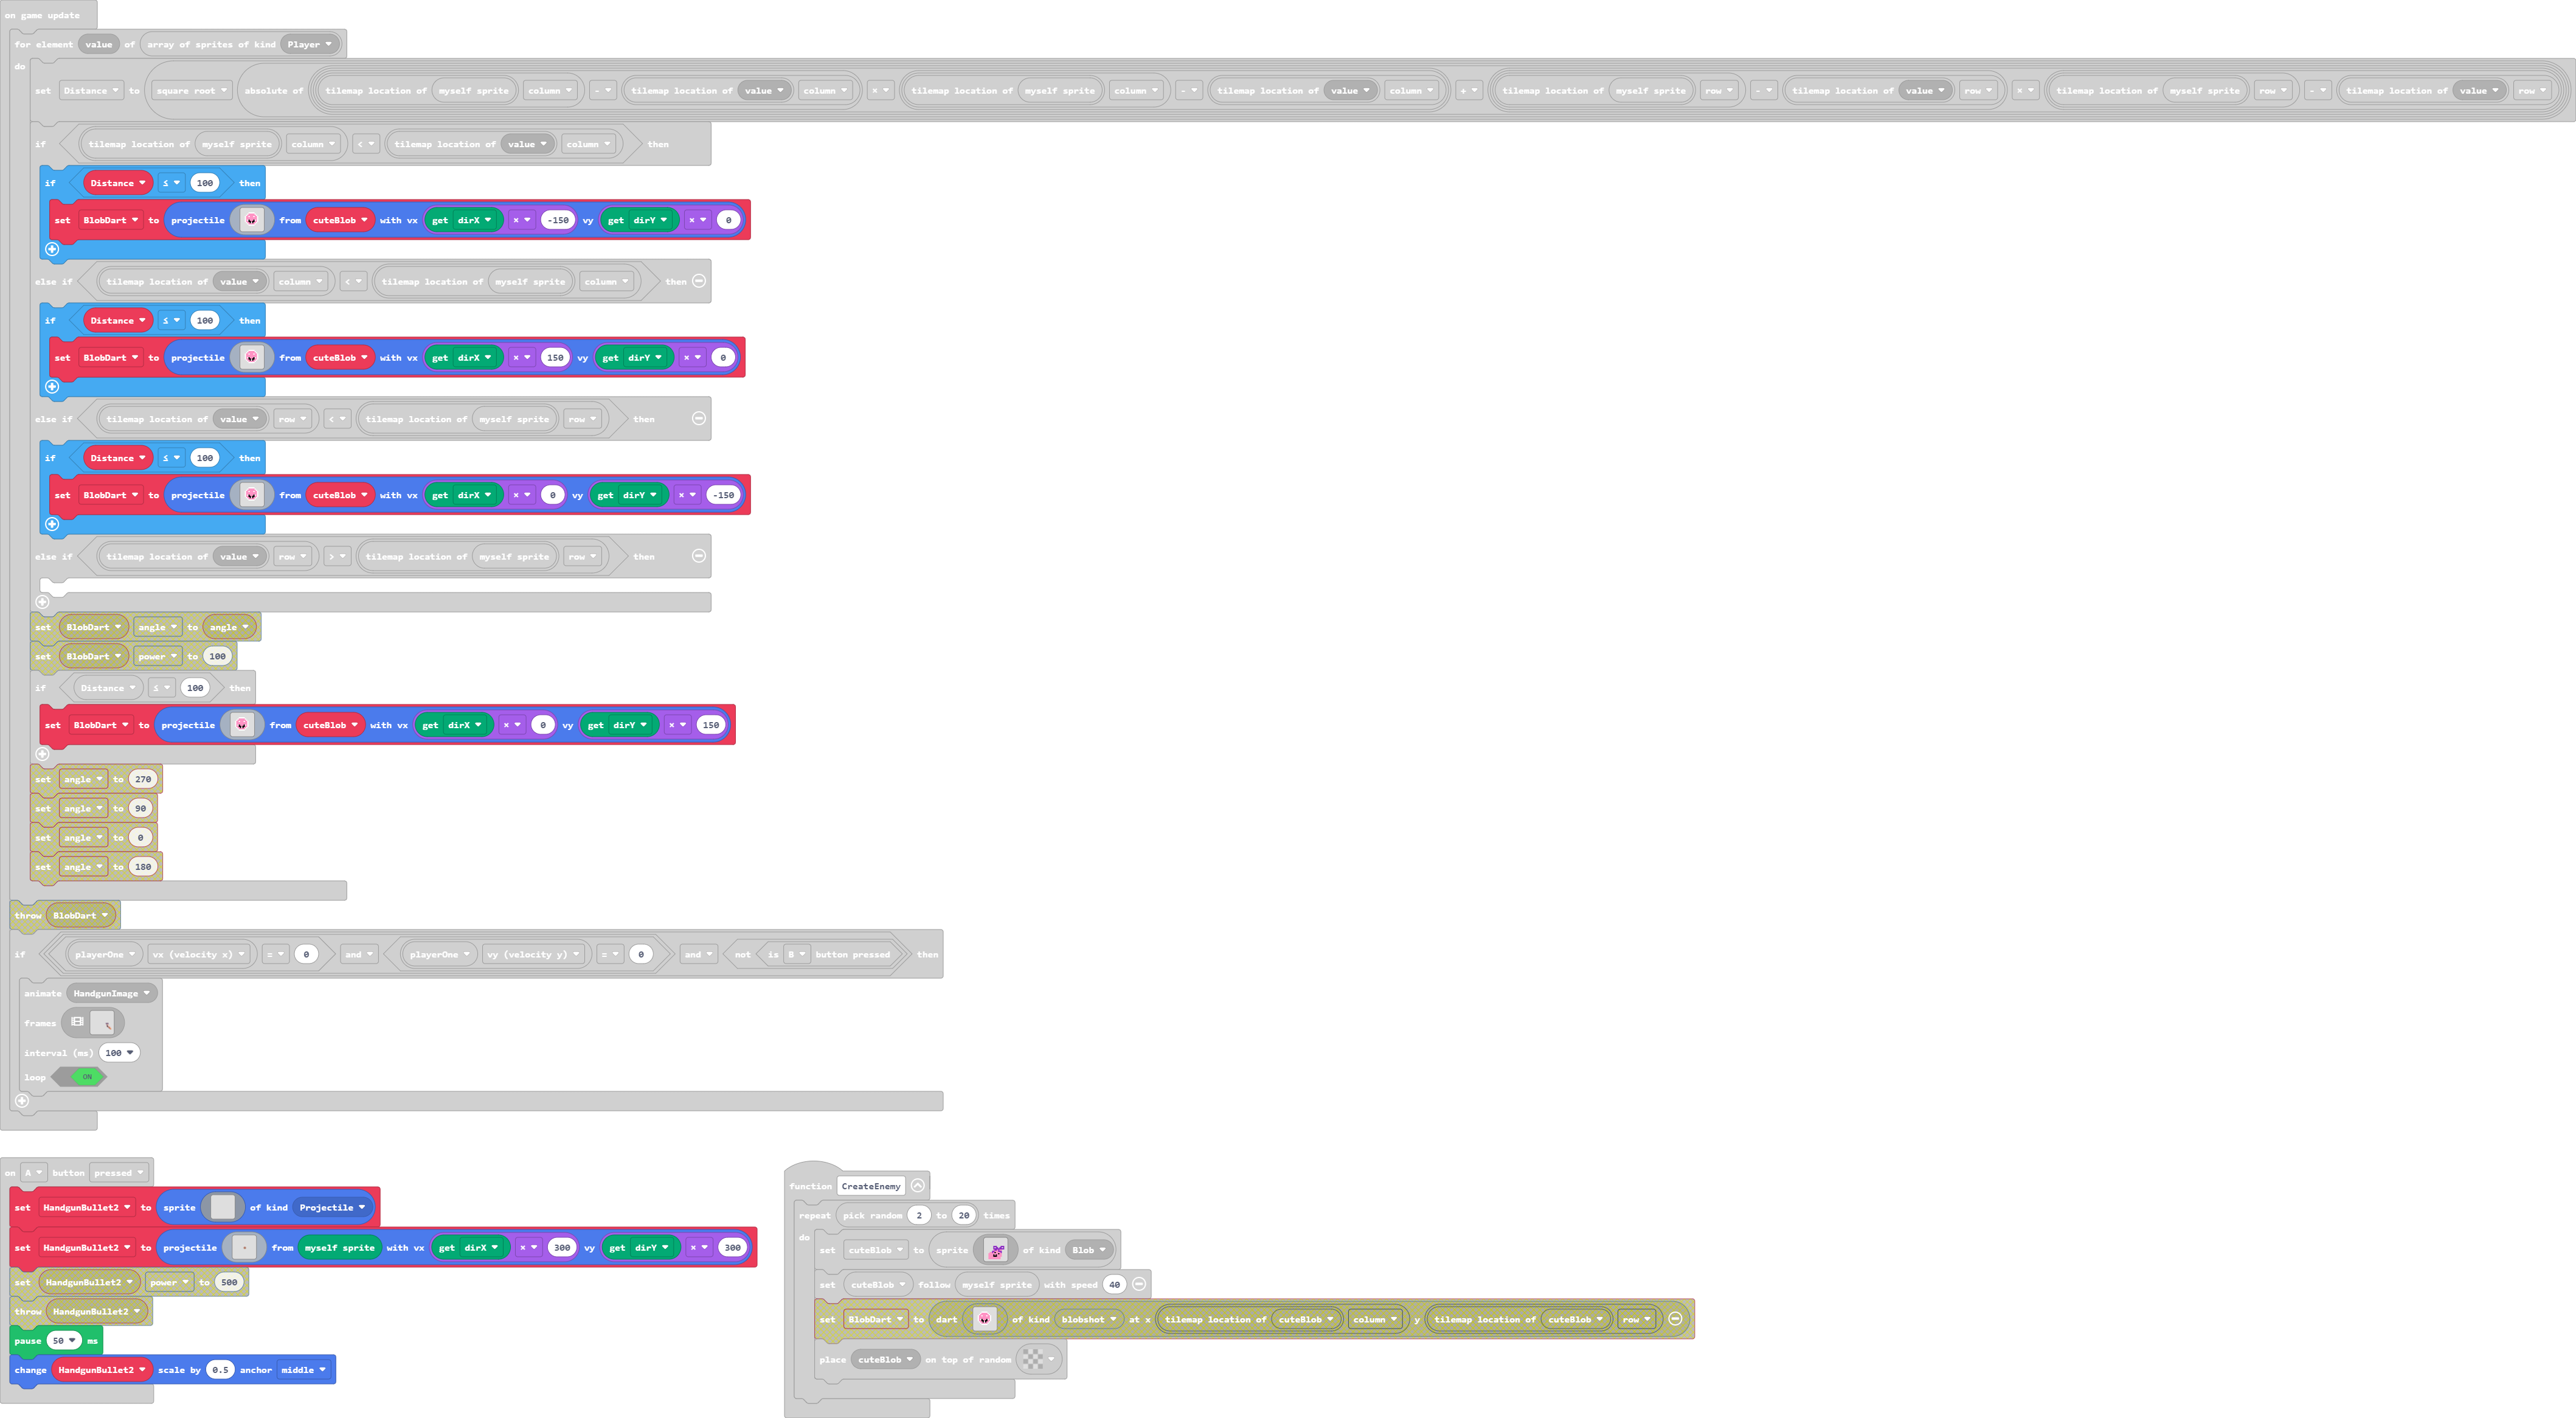 on game update
for element value of array of sprites of kind Player
do
set Distance to square root absolute of tilemap location of myself sprite column - tilemap location of value column × tilemap location of myself sprite column - tilemap location of value column + tilemap location of myself sprite row - tilemap location of value row × tilemap location of myself sprite row - tilemap location of value row
if tilemap location of myself sprite column < tilemap location of value column then
if Distance ≤ 100 then
set BlobDart to projectile from cuteBlob with vx get dirX × -150 vy get dirY × 0
else if tilemap location of value column < tilemap location of myself sprite column then
if Distance ≤ 100 then
set BlobDart to projectile from cuteBlob with vx get dirX × 150 vy get dirY × 0
else if tilemap location of value row < tilemap location of myself sprite row then
if Distance ≤ 100 then
set BlobDart to projectile from cuteBlob with vx get dirX × 0 vy get dirY × -150
else if tilemap location of value row > tilemap location of myself sprite row then
set BlobDart angle to angle
set BlobDart power to 100
if Distance ≤ 100 then
set BlobDart to projectile from cuteBlob with vx get dirX × 0 vy get dirY × 150
set angle to 270
set angle to 90
set angle to 0
set angle to 180
throw BlobDart
if playerOne vx (velocity x) = 0 and playerOne vy (velocity y) = 0 and not is B button pressed then
animate HandgunImage
frames
interval (ms) 100
loop ON
on A button pressed
set HandgunBullet2 to sprite of kind Projectile
set HandgunBullet2 to projectile from myself sprite with vx get dirX × 300 vy get dirY × 300
set HandgunBullet2 power to 500
throw HandgunBullet2
pause 50 ms
change HandgunBullet2 scale by 0.5 anchor middle
function CreateEnemy
repeat pick random 2 to 20 times
do
set cuteBlob to sprite of kind Blob
set cuteBlob follow myself sprite with speed 40
set BlobDart to dart of kind blobshot at x tilemap location of cuteBlob column y tilemap location of cuteBlob row
place cuteBlob on top of random